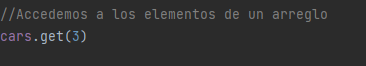 //Accedemos a los elementos de un arreglo
cars.get(3)